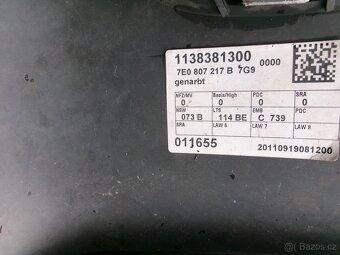 1138381300 0000
7E0 807 217 B 7G9
genarbt
NFZ/MV Basis/High PDC SRA
0 0 0 0
NSW LTS EMB PDC
073 B 114 BE C 739
SRA LAW 6 LAW 7 LAW 8
011655 20110919081200
bazos.cz